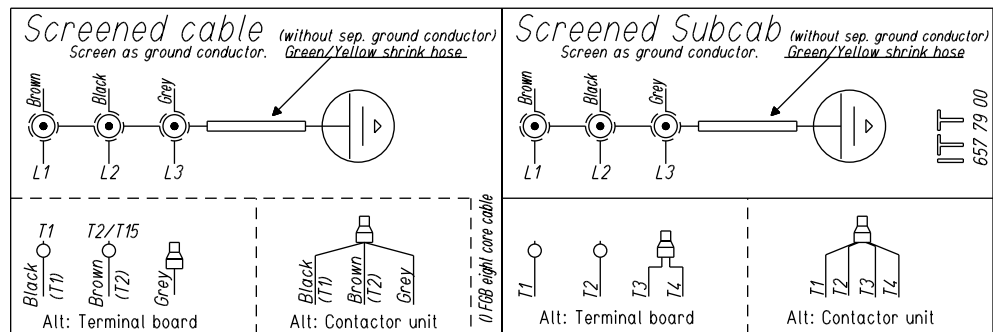 Screened cable (without sep. ground conductor)
Screen as ground conductor. Green/Yellow shrink hose
Brown
Black
Grey
L1
L2
L3
T1
T2/T15
Black
(T1)
Brown
(T2)
Grey
Alt: Terminal board
Black
(T1)
Brown
(T2)
Grey
Alt: Contactor unit
() FGB eight core cable
Screened Subcab (without sep. ground conductor)
Screen as ground conductor. Green/Yellow shrink hose
Brown
Black
Grey
L1
L2
L3
ITT
657 79 00
T1
T2
T3
T4
Alt: Terminal board
T1
T2
T3
T4
Alt: Contactor unit